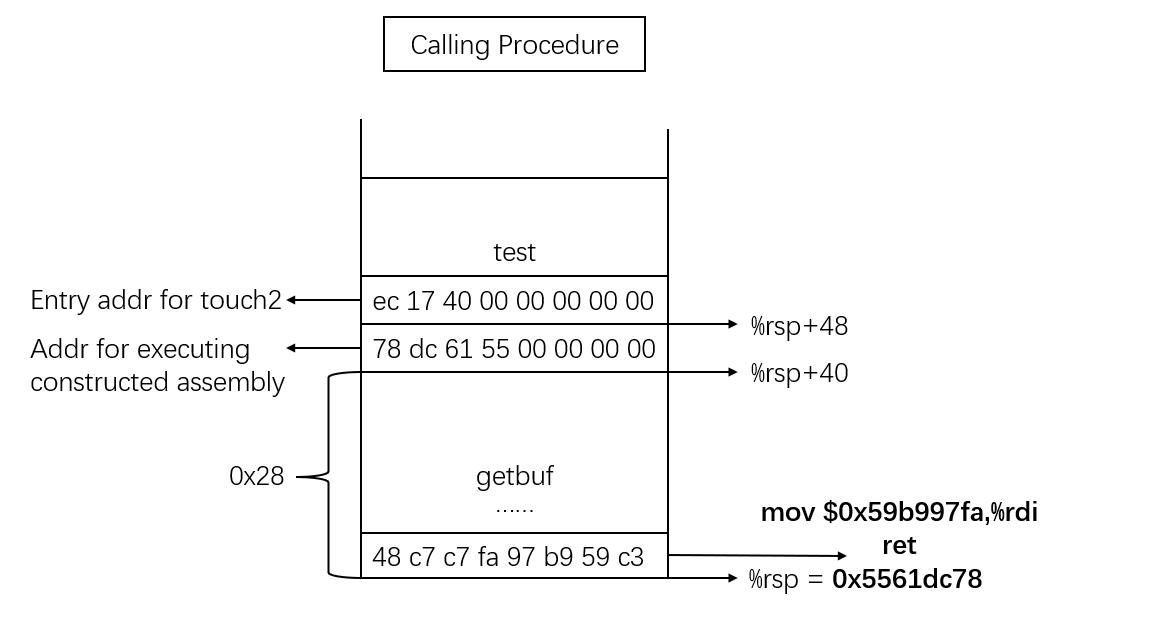 Calling Procedure
test
Entry addr for touch2
ec 17 40 00 00 00 00 00
%rsp+48
Addr for executing
constructed assembly
78 dc 61 55 00 00 00 00
%rsp+40
0x28
getbuf
......
mov $0x59b997fa,%rdi
ret
48 c7 c7 fa 97 b9 59 c3
%rsp = 0x5561dc78